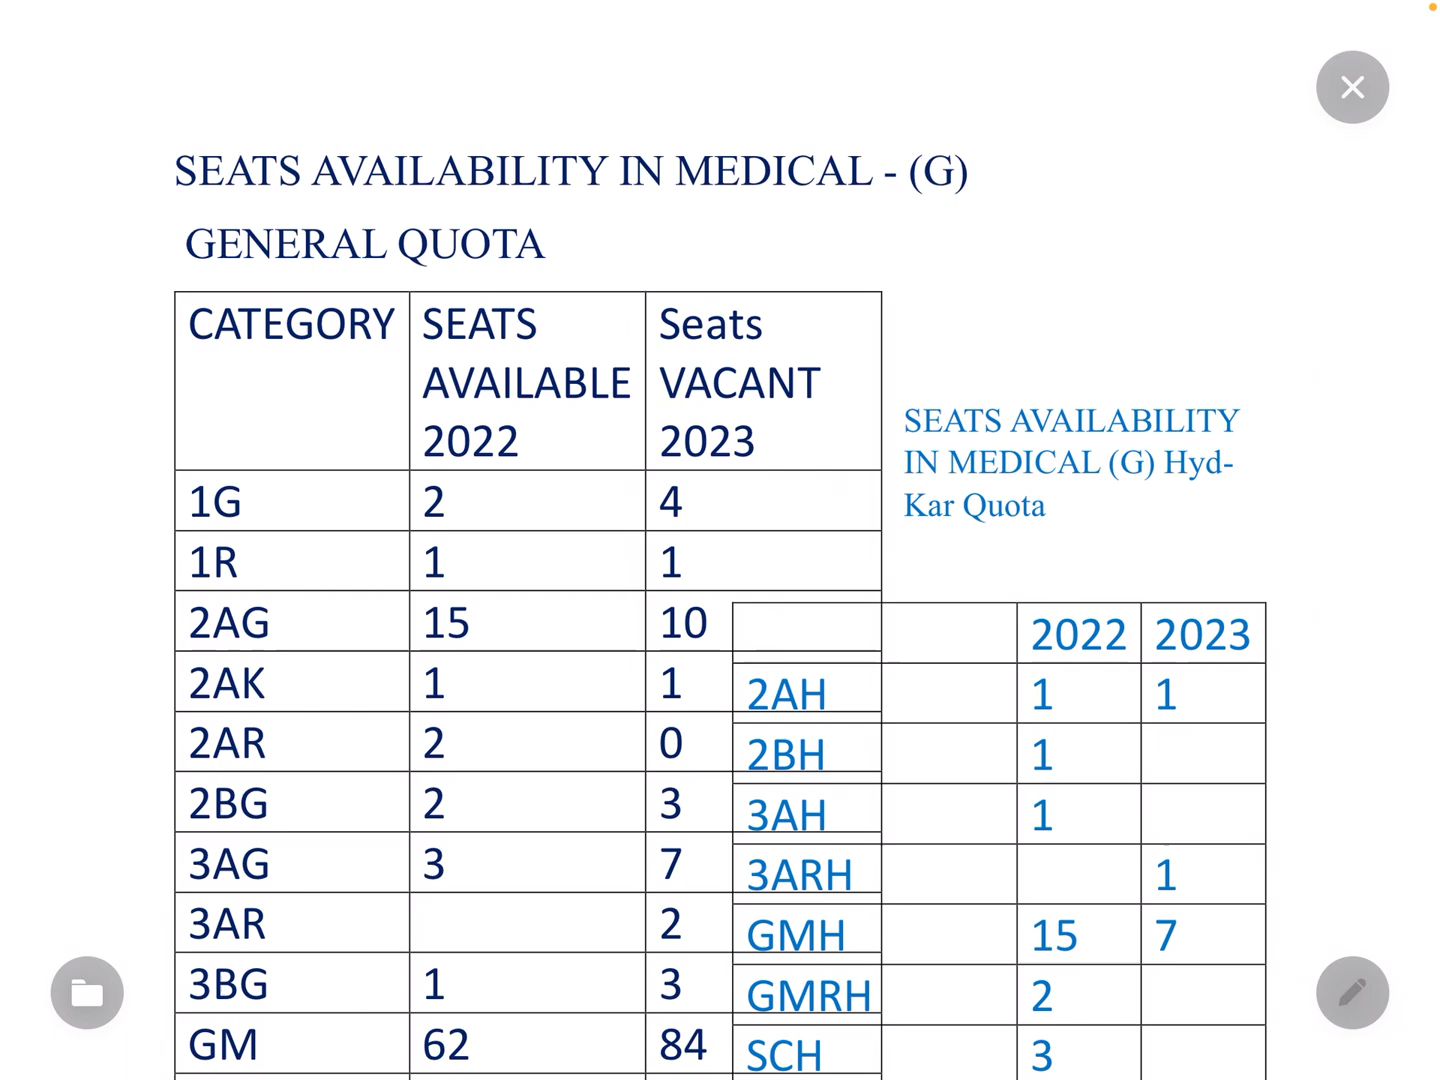 SEATS AVAILABILITY IN MEDICAL - (G)
GENERAL QUOTA
CATEGORY SEATS AVAILABLE 2022 Seats VACANT 2023
1G 2 4
1R 1 1
2AG 15 10
2AK 1 1
2AR 2 0
2BG 2 3
3AG 3 7
3AR 2
3BG 1 3
GM 62 84
SEATS AVAILABILITY
IN MEDICAL (G) Hyd-
Kar Quota
2022 2023
2AH 1 1
2BH 1
3AH 1
3ARH 1
GMH 15 7
GMRH 2
SCH 3